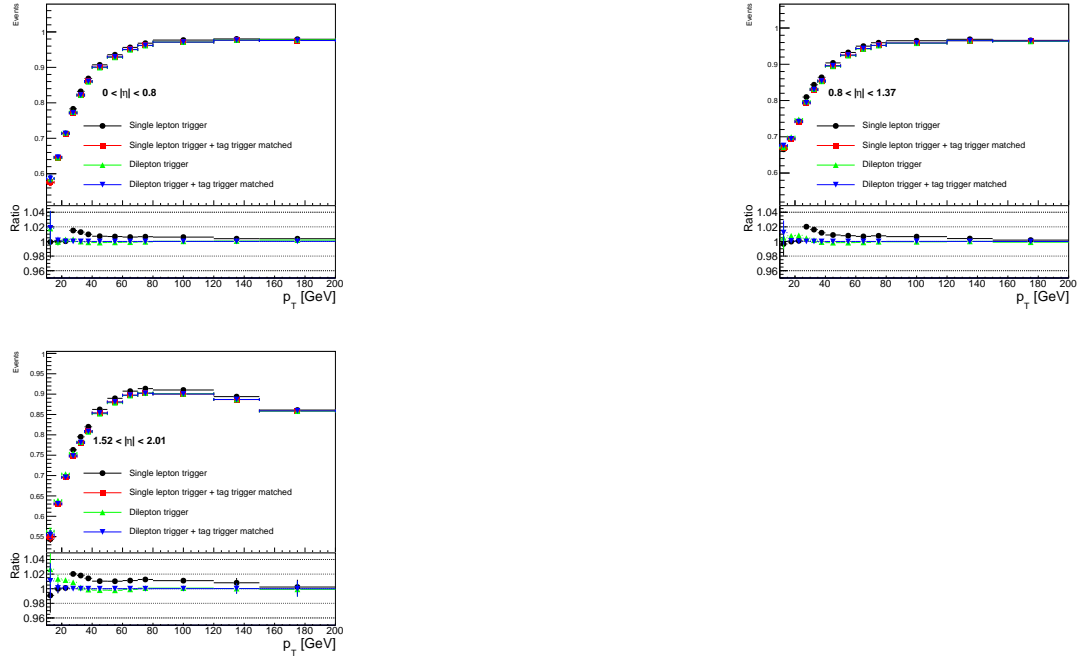 Events
1
0.9
0.8
0.7
0.6
0 < |η| < 0.8
Single lepton trigger
Single lepton trigger + tag trigger matched
Dilepton trigger
Dilepton trigger + tag trigger matched
Ratio
1.04
1.02
1
0.98
0.96
20 40 60 80 100 120 140 160 180 200
p_T [GeV]
Events
1
0.9
0.8
0.7
0.6
0.8 < |η| < 1.37
Single lepton trigger
Single lepton trigger + tag trigger matched
Dilepton trigger
Dilepton trigger + tag trigger matched
Ratio
1.04
1.02
1
0.98
0.96
20 40 60 80 100 120 140 160 180 200
p_T [GeV]
Events
1
0.95
0.9
0.85
0.8
0.75
0.7
0.65
0.6
0.55
1.52 < |η| < 2.01
Single lepton trigger
Single lepton trigger + tag trigger matched
Dilepton trigger
Dilepton trigger + tag trigger matched
Ratio
1.04
1.02
1
0.98
0.96
20 40 60 80 100 120 140 160 180 200
p_T [GeV]